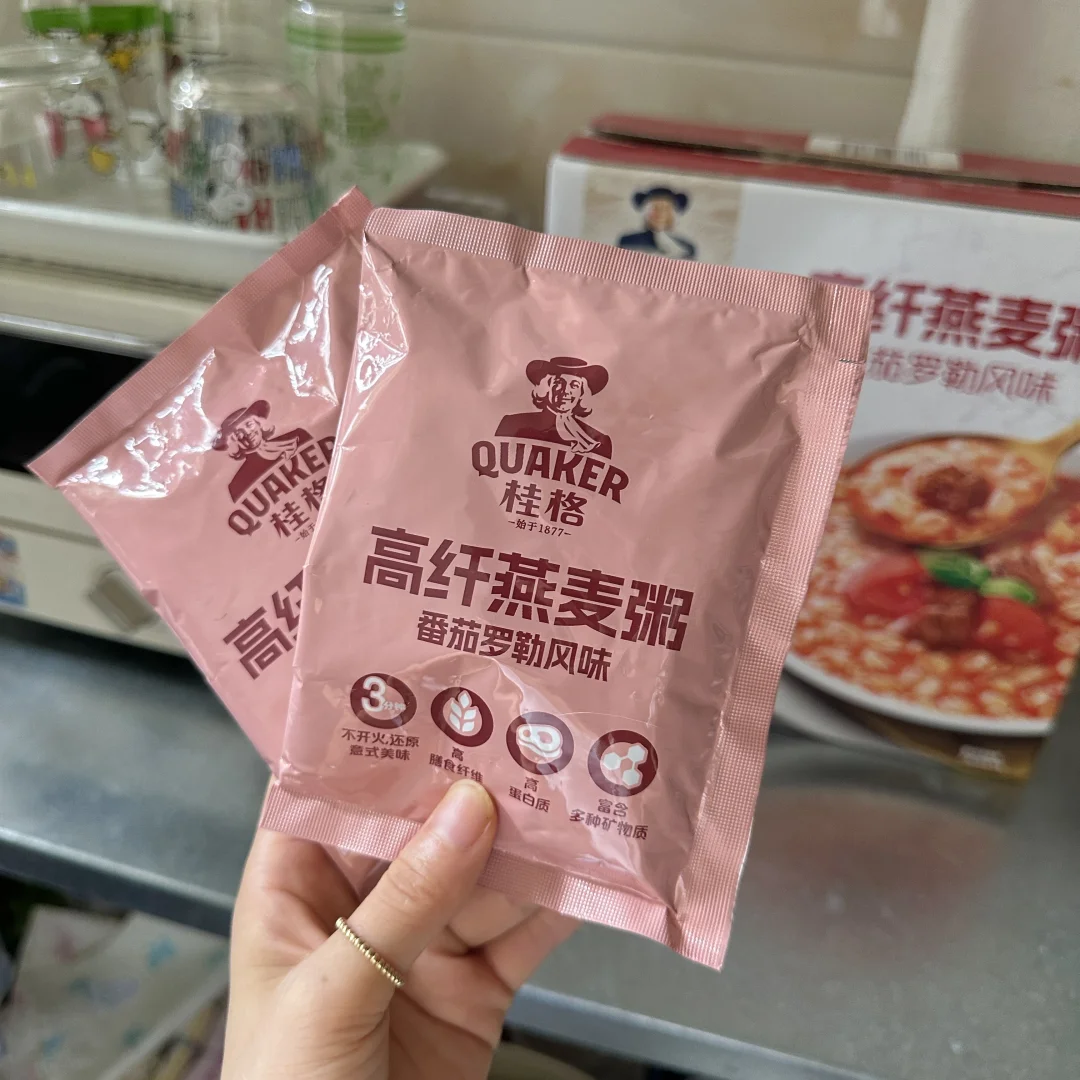 QUAKER
桂格
始于1877
高纤燕麦粥
番茄罗勒风味
3分钟
不开火,还原
意式美味
高
膳食纤维
高
蛋白质
富含
多种矿物质
QUAKER
桂格
高纤
高纤燕麦粥
番茄罗勒风味